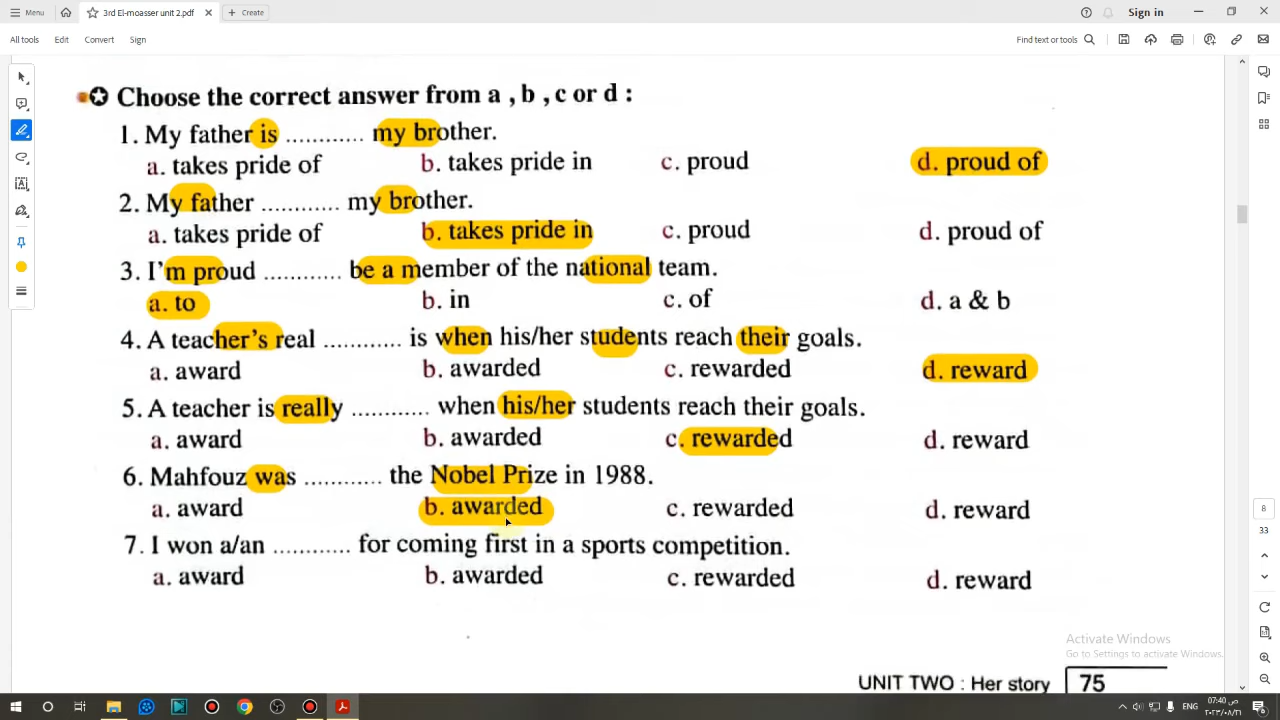 Menu
3rd El-moasser unit 2.pdf
Create
Sign in
All tools Edit Convert Sign
Find text or tools
Choose the correct answer from a , b , c or d :
1. My father is ............ my brother.
a. takes pride of b. takes pride in c. proud d. proud of
2. My father ............ my brother.
a. takes pride of b. takes pride in c. proud d. proud of
3. I'm proud ............ be a member of the national team.
a. to b. in c. of d. a & b
4. A teacher's real ............ is when his/her students reach their goals.
a. award b. awarded c. rewarded d. reward
5. A teacher is really ............ when his/her students reach their goals.
a. award b. awarded c. rewarded d. reward
6. Mahfouz was ............ the Nobel Prize in 1988.
a. award b. awarded c. rewarded d. reward
7. I won a/an ............ for coming first in a sports competition.
a. award b. awarded c. rewarded d. reward
8
33
Activate Windows
Go to Settings to activate Windows.
UNIT TWO : Her story 75
ENG
07:40 ص
٢٠٢٣/٠٨/٢١